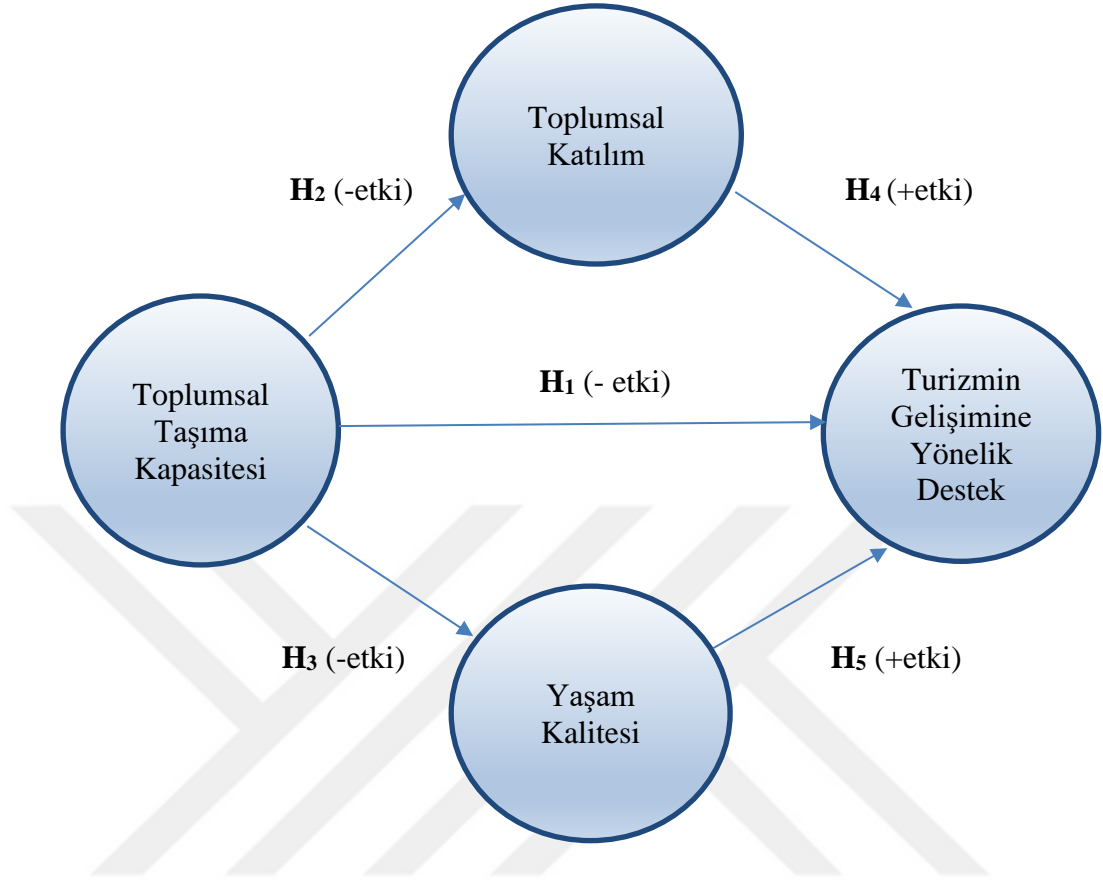 Toplumsal
Katılım
H2 (-etki)
H4 (+etki)
H1 (- etki)
Toplumsal
Taşıma
Kapasitesi
Turizmin
Gelişimine
Yönelik
Destek
H3 (-etki)
H5 (+etki)
Yaşam
Kalitesi